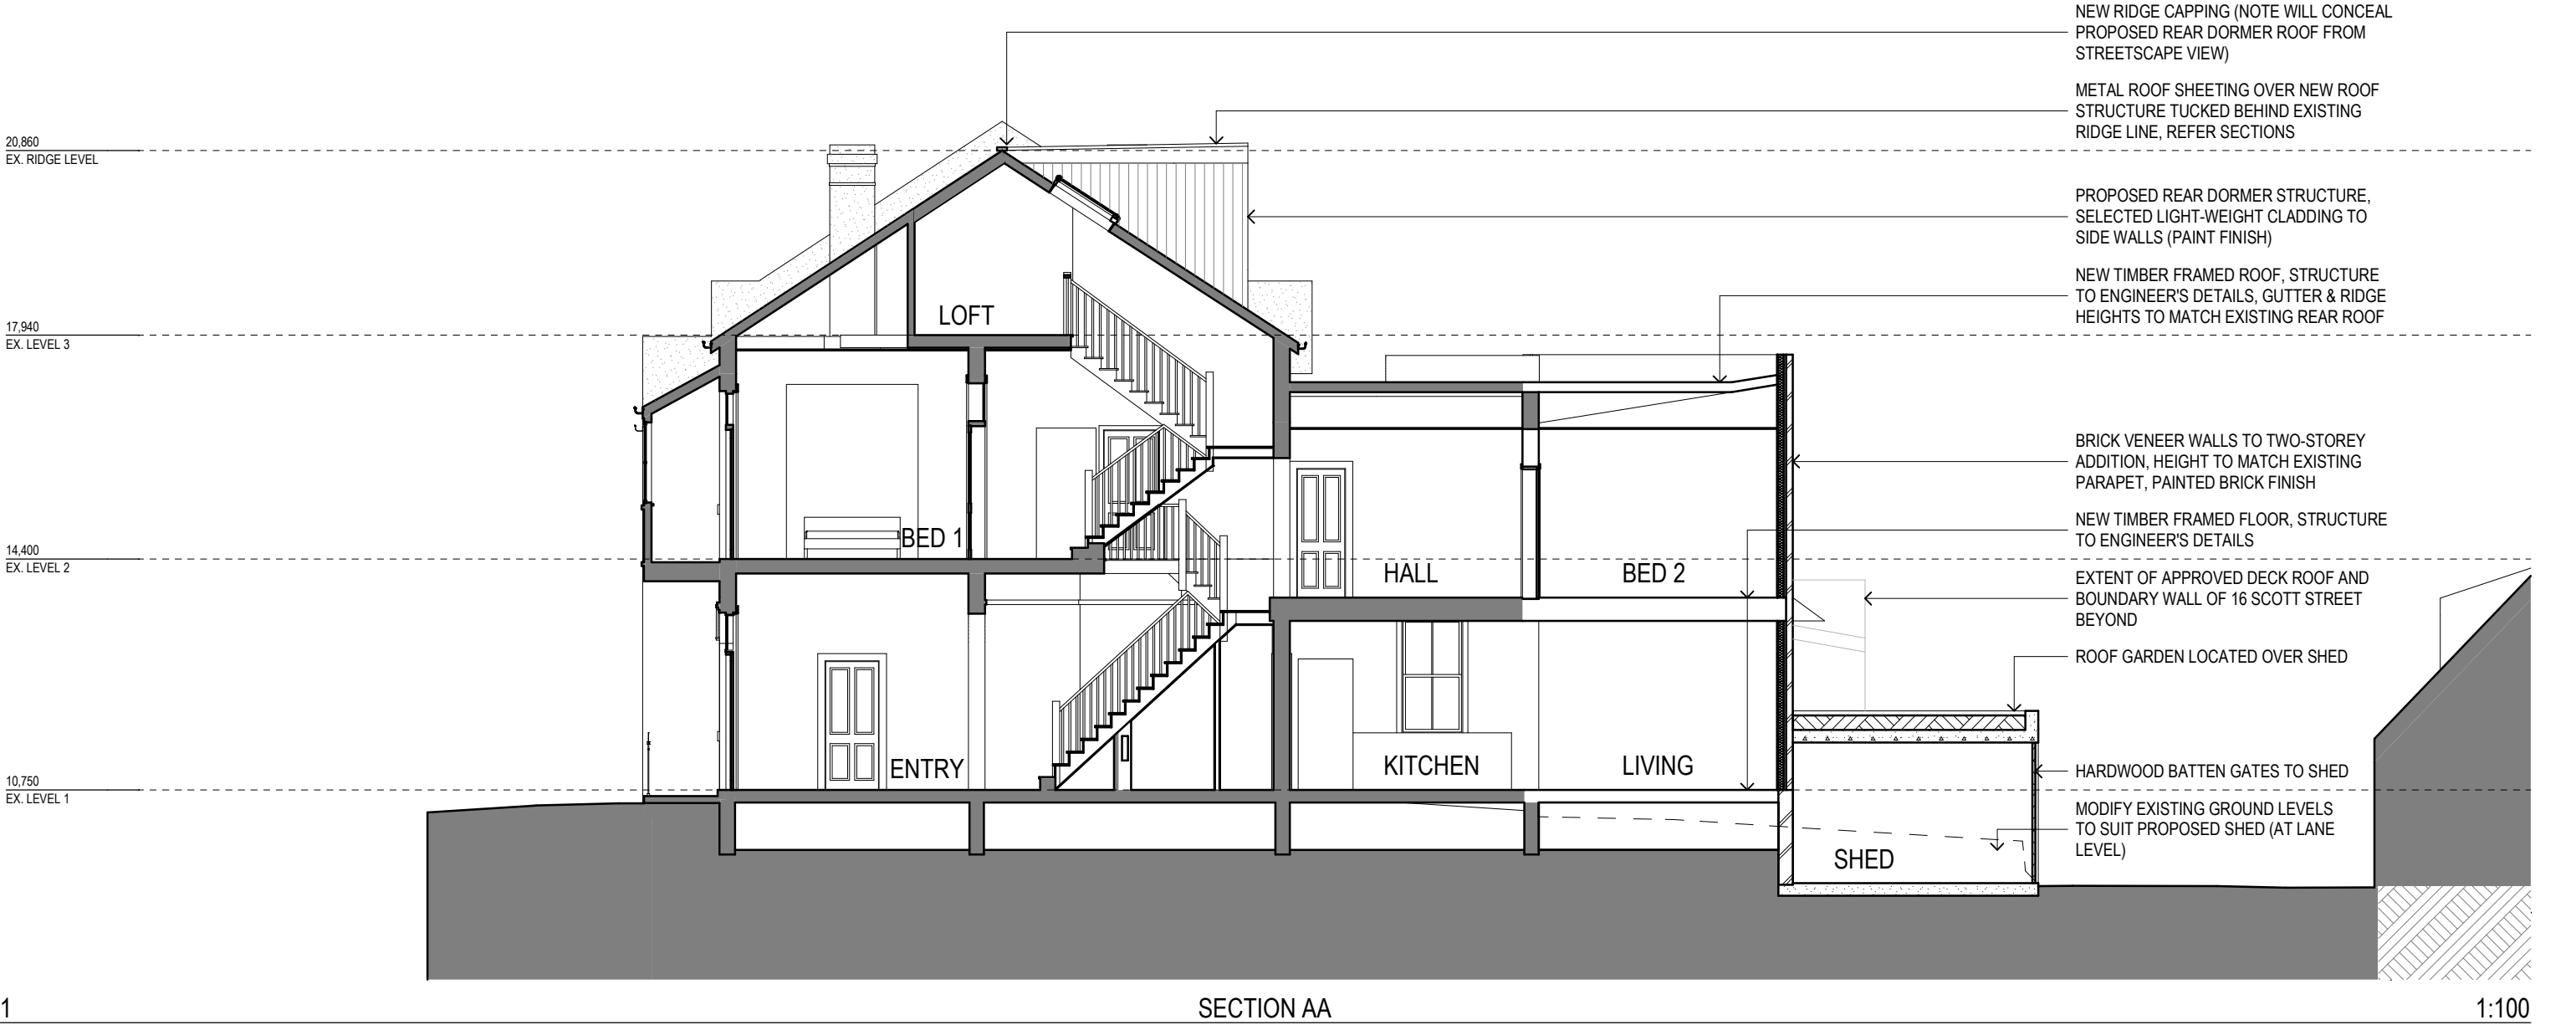 NEW RIDGE CAPPING (NOTE WILL CONCEAL
PROPOSED REAR DORMER ROOF FROM
STREETSCAPE VIEW)
METAL ROOF SHEETING OVER NEW ROOF
STRUCTURE TUCKED BEHIND EXISTING
RIDGE LINE, REFER SECTIONS
20,860
EX. RIDGE LEVEL
PROPOSED REAR DORMER STRUCTURE,
SELECTED LIGHT-WEIGHT CLADDING TO
SIDE WALLS (PAINT FINISH)
NEW TIMBER FRAMED ROOF, STRUCTURE
TO ENGINEER'S DETAILS, GUTTER & RIDGE
HEIGHTS TO MATCH EXISTING REAR ROOF
LOFT
17,940
EX. LEVEL 3
BRICK VENEER WALLS TO TWO-STOREY
ADDITION, HEIGHT TO MATCH EXISTING
PARAPET, PAINTED BRICK FINISH
NEW TIMBER FRAMED FLOOR, STRUCTURE
TO ENGINEER'S DETAILS
BED 1
14,400
EX. LEVEL 2
HALL
BED 2
EXTENT OF APPROVED DECK ROOF AND
BOUNDARY WALL OF 16 SCOTT STREET
BEYOND
ROOF GARDEN LOCATED OVER SHED
ENTRY
KITCHEN
LIVING
HARDWOOD BATTEN GATES TO SHED
10,750
EX. LEVEL 1
MODIFY EXISTING GROUND LEVELS
TO SUIT PROPOSED SHED (AT LANE
LEVEL)
SHED
1
SECTION AA
1:100